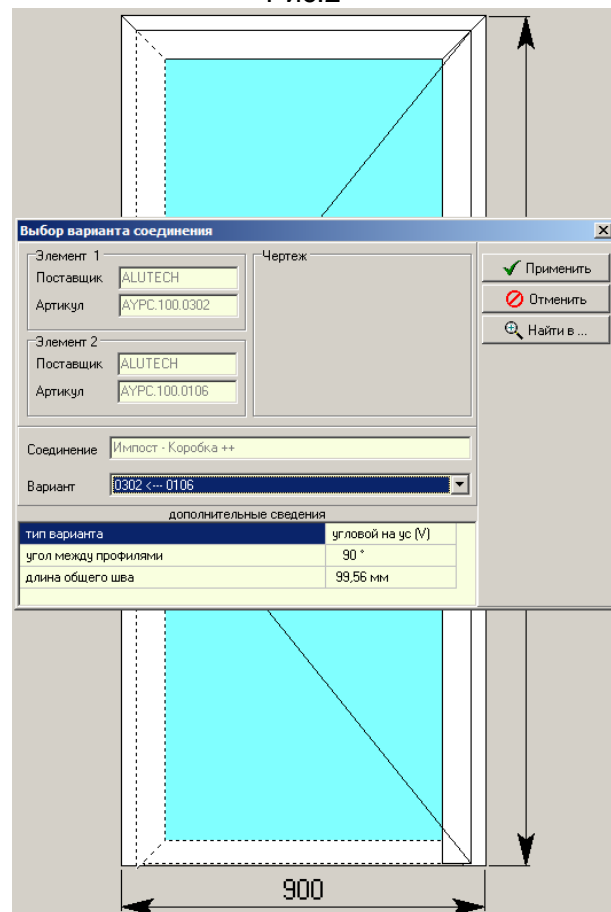 Рис.2
Выбор варианта соединения
Элемент 1
Поставщик ALUTECH
Артикул AYPC.100.0302
Элемент 2
Поставщик ALUTECH
Артикул AYPC.100.0106
Чертеж
Применить
Отменить
Найти в ...
Соединение Импост - Коробка ++
Вариант 0302 <--- 0106
дополнительные сведения
тип варианта угловой на ус (V)
угол между профилями 90 °
длина общего шва 99,56 мм
900